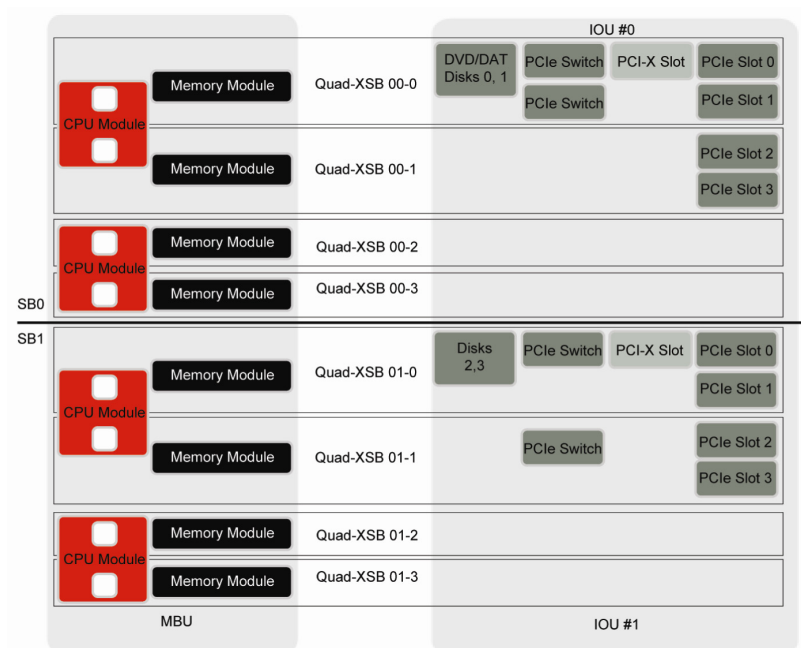 IOU #0
DVD/DAT
Disks 0, 1
PCIe Switch
PCI-X Slot
PCIe Slot 0
CPU Module
Memory Module
Quad-XSB 00-0
PCIe Switch
PCIe Slot 1
Memory Module
Quad-XSB 00-1
PCIe Slot 2
PCIe Slot 3
CPU Module
Memory Module
Quad-XSB 00-2
Memory Module
Quad-XSB 00-3
SB0
SB1
Disks
2,3
PCIe Switch
PCI-X Slot
PCIe Slot 0
CPU Module
Memory Module
Quad-XSB 01-0
PCIe Slot 1
Memory Module
Quad-XSB 01-1
PCIe Switch
PCIe Slot 2
PCIe Slot 3
CPU Module
Memory Module
Quad-XSB 01-2
Memory Module
Quad-XSB 01-3
MBU
IOU #1